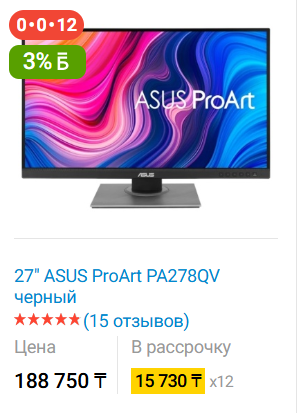 0·0·12
3% Б
ASUS ProArt
ASUS
27" ASUS ProArt PA278QV
черный
(15 отзывов)
Цена
В рассрочку
188 750 ₸
15 730 ₸ x12